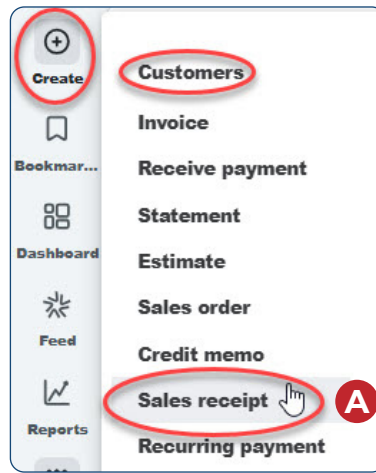 Create
Bookmar...
Dashboard
Feed
Reports
Customers
Invoice
Receive payment
Statement
Estimate
Sales order
Credit memo
Sales receipt
A
Recurring payment